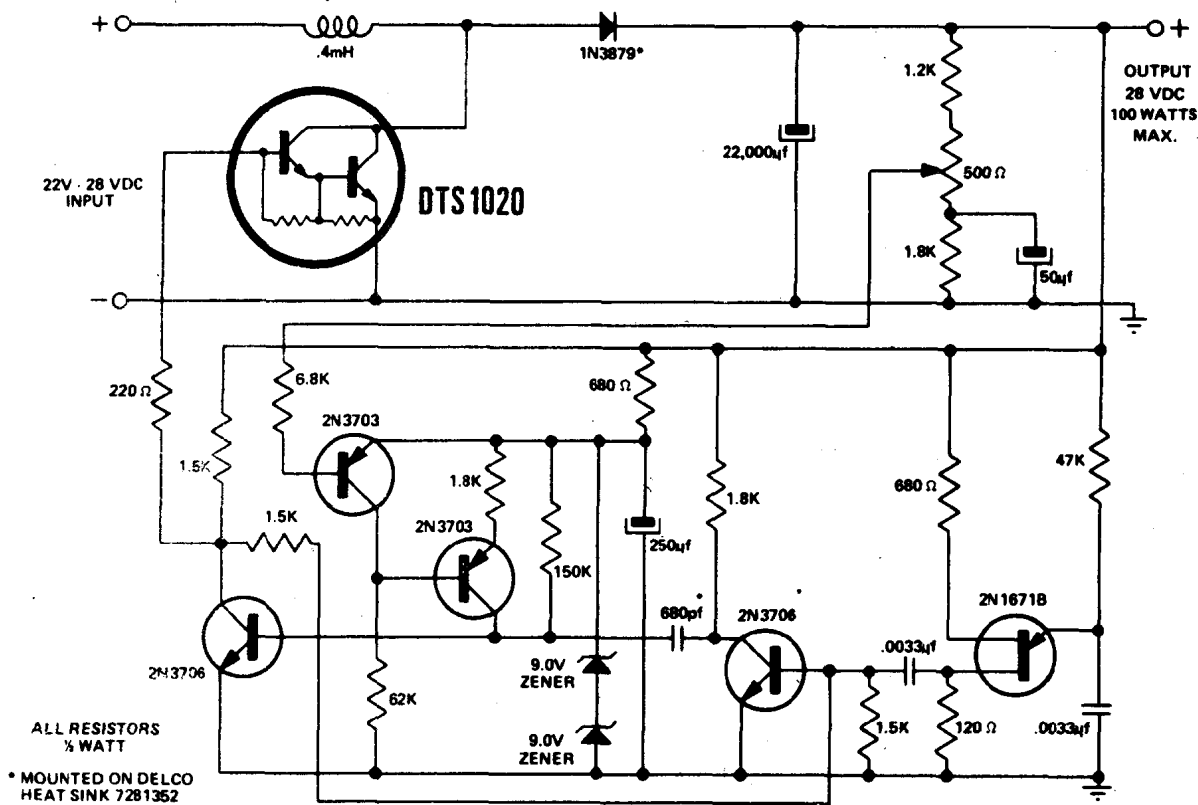 +
.4mH
1N3879*
+
1.2K
OUTPUT
28 VDC
100 WATTS
MAX.
22,000µf
500 Ω
22V - 28 VDC
INPUT
DTS1020
1.8K
50µf
−
220 Ω
6.8K
680 Ω
2N3703
1.5K
1.8K
1.8K
680 Ω
47K
1.5K
2N3703
250µf
150K
680pf
2N3706
2N1671B
.0033µf
2N3706
9.0V
ZENER
62K
9.0V
ZENER
1.5K
120 Ω
.0033µf
ALL RESISTORS
½ WATT
* MOUNTED ON DELCO
HEAT SINK 7281352